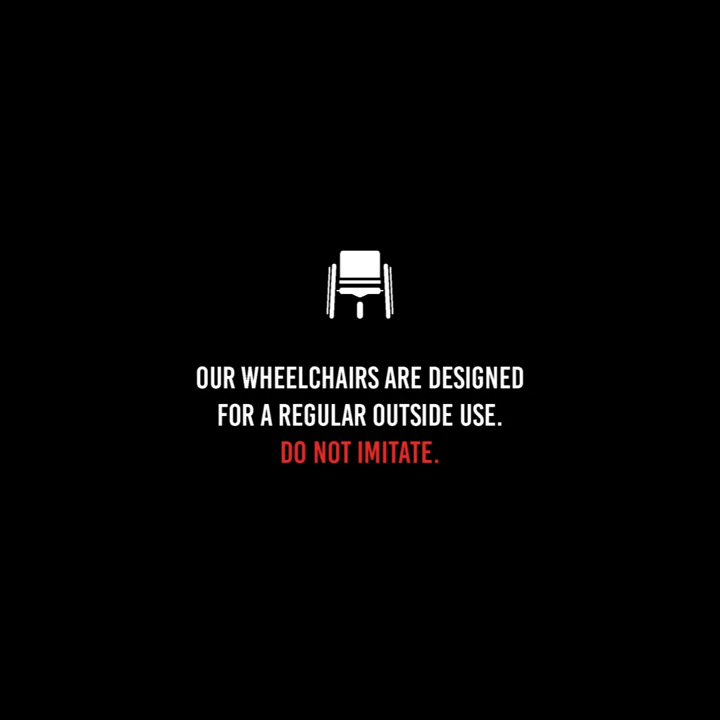 OUR WHEELCHAIRS ARE DESIGNED
FOR A REGULAR OUTSIDE USE.
DO NOT IMITATE.